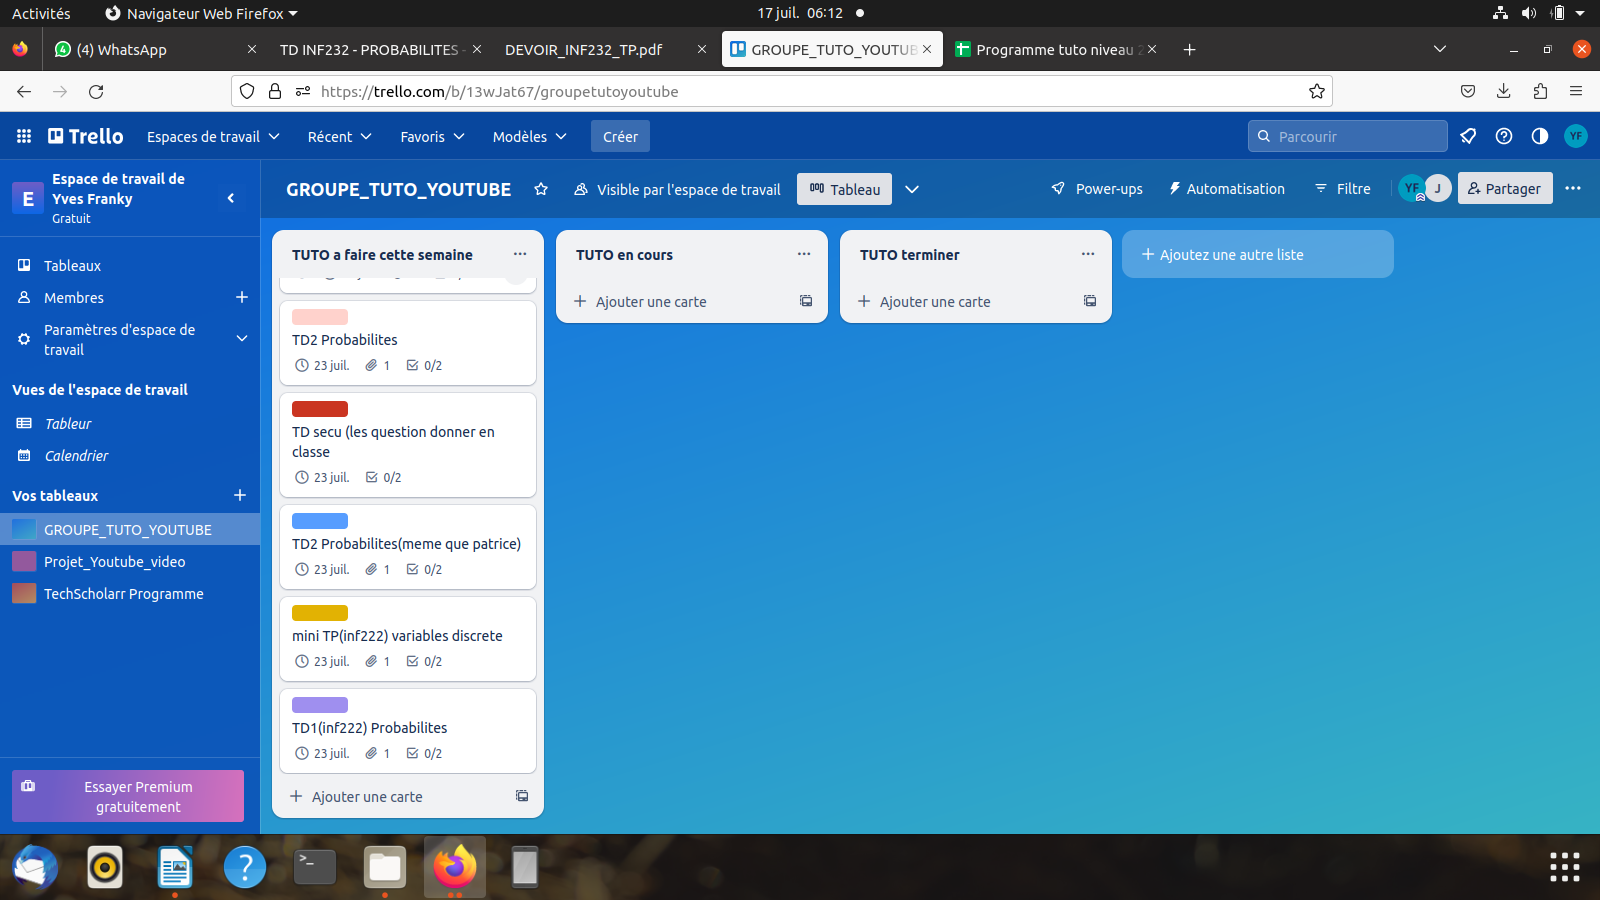 Activités
Navigateur Web Firefox
17 juil. 06:12
(4) WhatsApp
TD INF232 - PROBABILITES -
DEVOIR_INF232_TP.pdf
GROUPE_TUTO_YOUTUB
Programme tuto niveau 2
https://trello.com/b/13wJat67/groupetutoyoutube
Trello
Espaces de travail
Récent
Favoris
Modèles
Créer
Parcourir
YF
E
Espace de travail de
Yves Franky
Gratuit
GROUPE_TUTO_YOUTUBE
Visible par l'espace de travail
Tableau
Power-ups
Automatisation
Filtre
YF
J
Partager
Tableaux
Membres
Paramètres d'espace de
travail
Vues de l'espace de travail
Tableur
Calendrier
Vos tableaux
GROUPE_TUTO_YOUTUBE
Projet_Youtube_video
TechScholarr Programme
Essayer Premium
gratuitement
TUTO a faire cette semaine
TD2 Probabilites
23 juil. 1 0/2
TD secu (les question donner en
classe
23 juil. 0/2
TD2 Probabilites(meme que patrice)
23 juil. 1 0/2
mini TP(inf222) variables discrete
23 juil. 1 0/2
TD1(inf222) Probabilites
23 juil. 1 0/2
Ajouter une carte
TUTO en cours
Ajouter une carte
TUTO terminer
Ajouter une carte
Ajoutez une autre liste